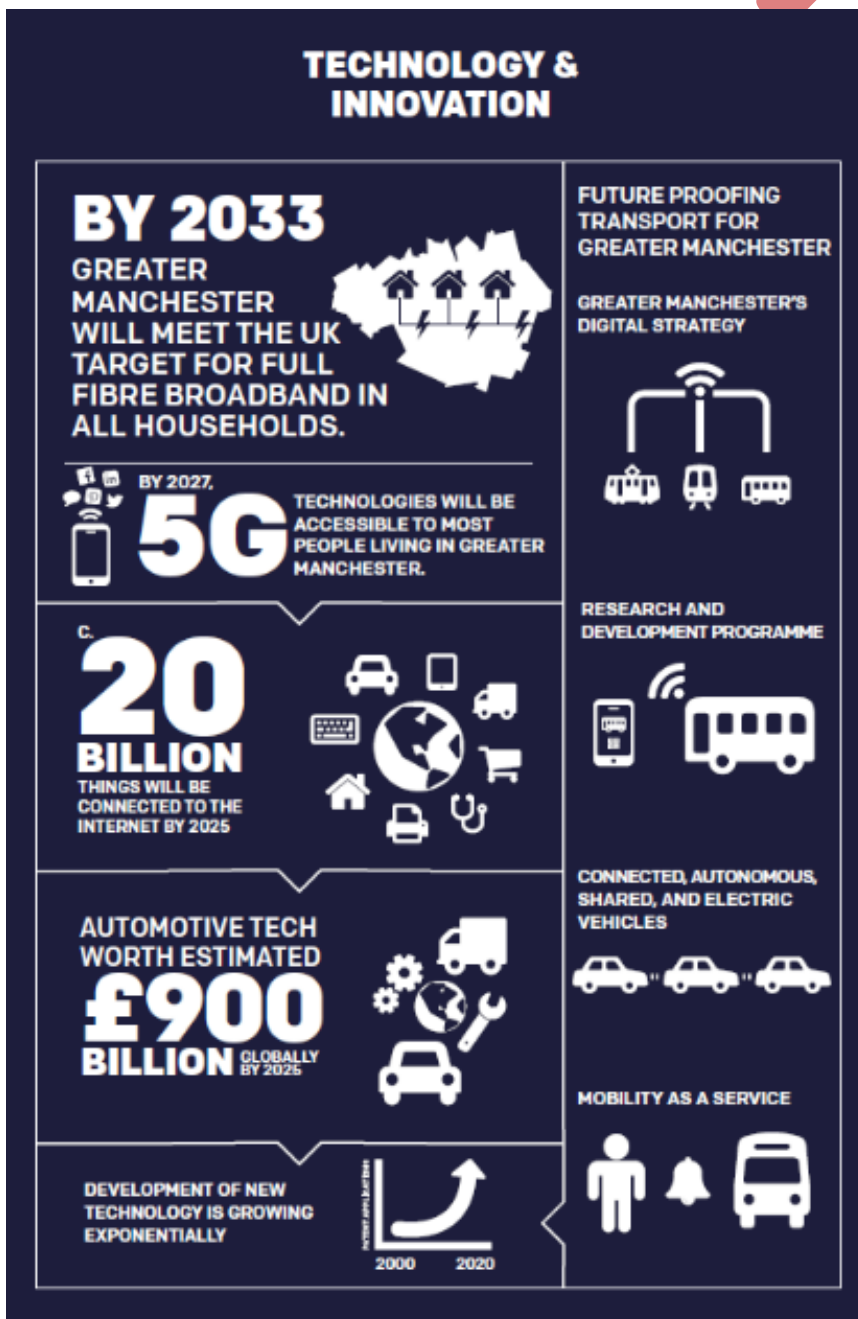 TECHNOLOGY &
INNOVATION
BY 2033
GREATER
MANCHESTER
WILL MEET THE UK
TARGET FOR FULL
FIBRE BROADBAND IN
ALL HOUSEHOLDS.
BY 2027,
5G
TECHNOLOGIES WILL BE
ACCESSIBLE TO MOST
PEOPLE LIVING IN GREATER
MANCHESTER.
C.
20
BILLION
THINGS WILL BE
CONNECTED TO THE
INTERNET BY 2025
AUTOMOTIVE TECH
WORTH ESTIMATED
£900
BILLION GLOBALLY
BY 2025
DEVELOPMENT OF NEW
TECHNOLOGY IS GROWING
EXPONENTIALLY
PATENT APPLICATIONS
2000 2020
FUTURE PROOFING
TRANSPORT FOR
GREATER MANCHESTER
GREATER MANCHESTER'S
DIGITAL STRATEGY
RESEARCH AND
DEVELOPMENT PROGRAMME
CONNECTED, AUTONOMOUS,
SHARED, AND ELECTRIC
VEHICLES
MOBILITY AS A SERVICE